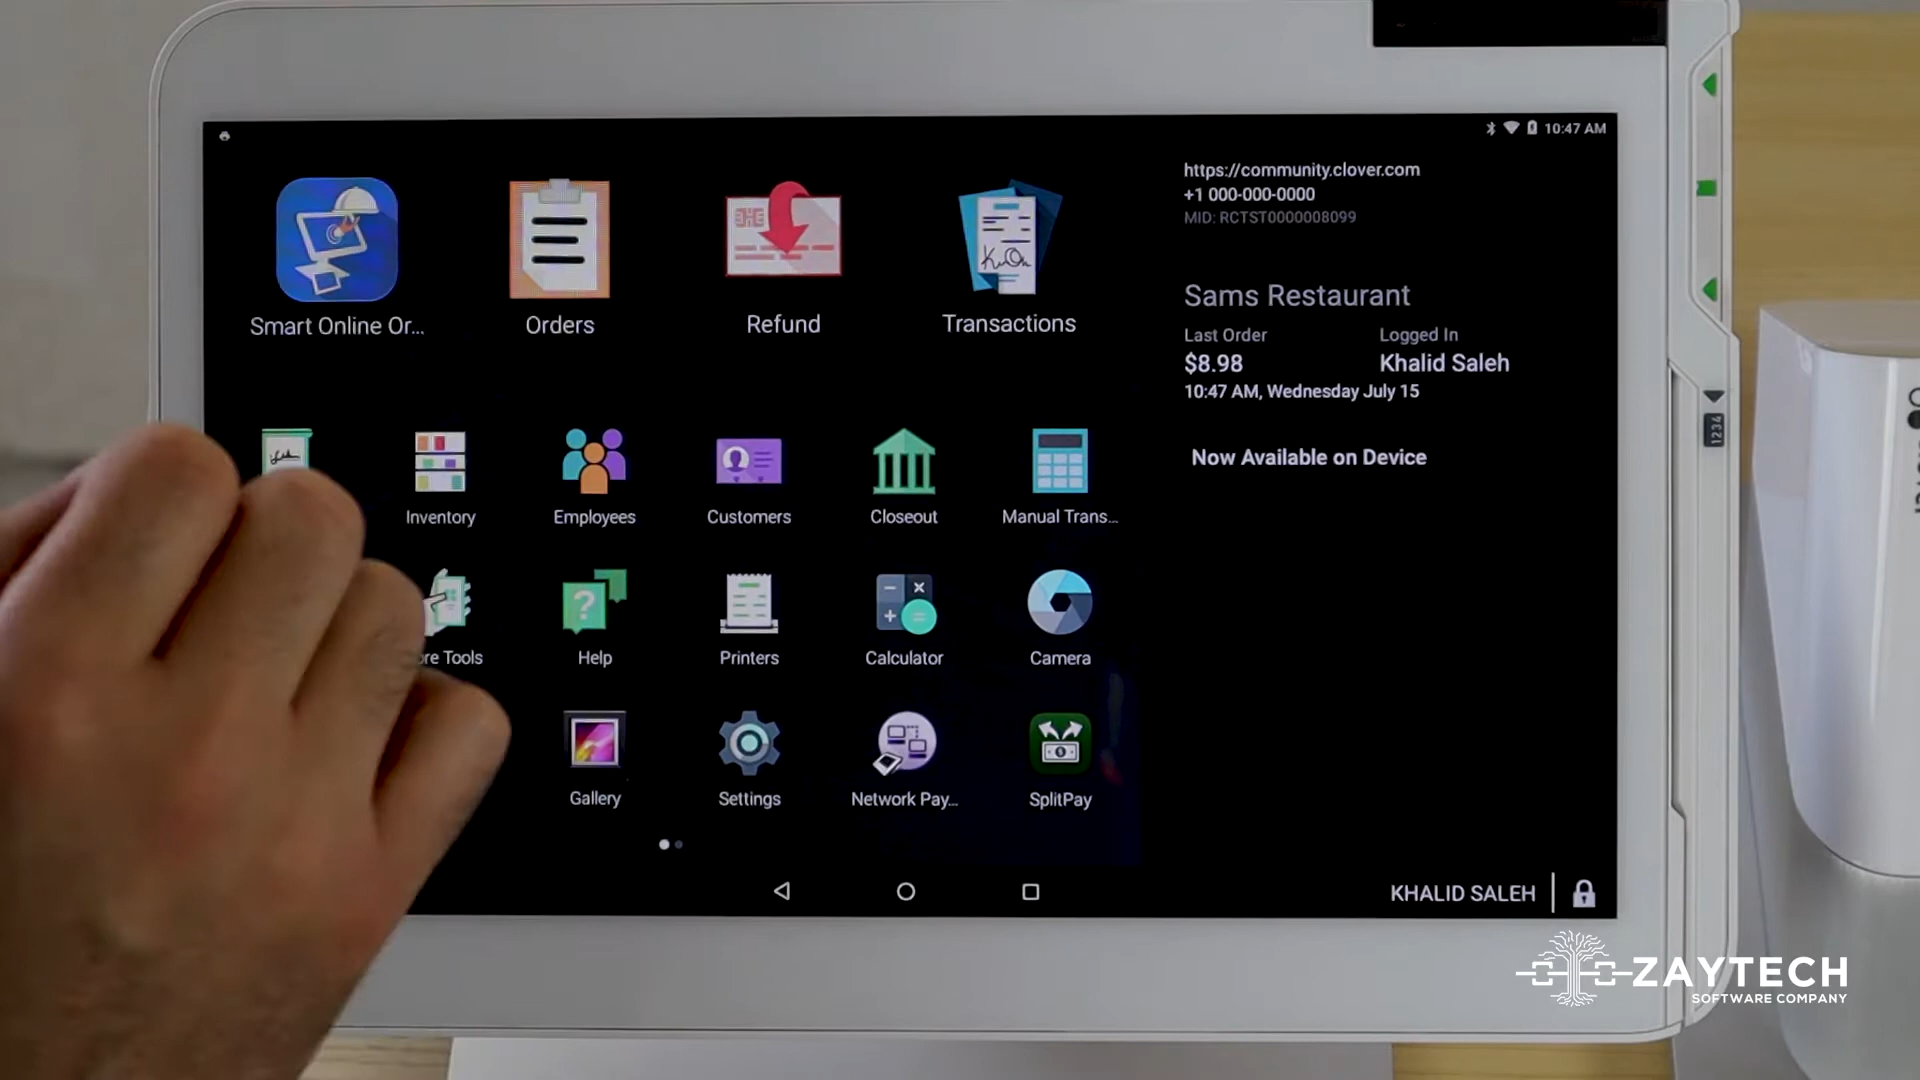 10:47 AM
https://community.clover.com
+1 000-000-0000
MID: RCTST0000008099
Smart Online Or...
Orders
Refund
Transactions
Sams Restaurant
Last Order
Logged In
$8.98
Khalid Saleh
10:47 AM, Wednesday July 15
Now Available on Device
1234
Inventory
Employees
Customers
Closeout
Manual Trans...
re Tools
Help
Printers
Calculator
Camera
Gallery
Settings
Network Pay...
SplitPay
KHALID SALEH
ZAYTECH
SOFTWARE COMPANY